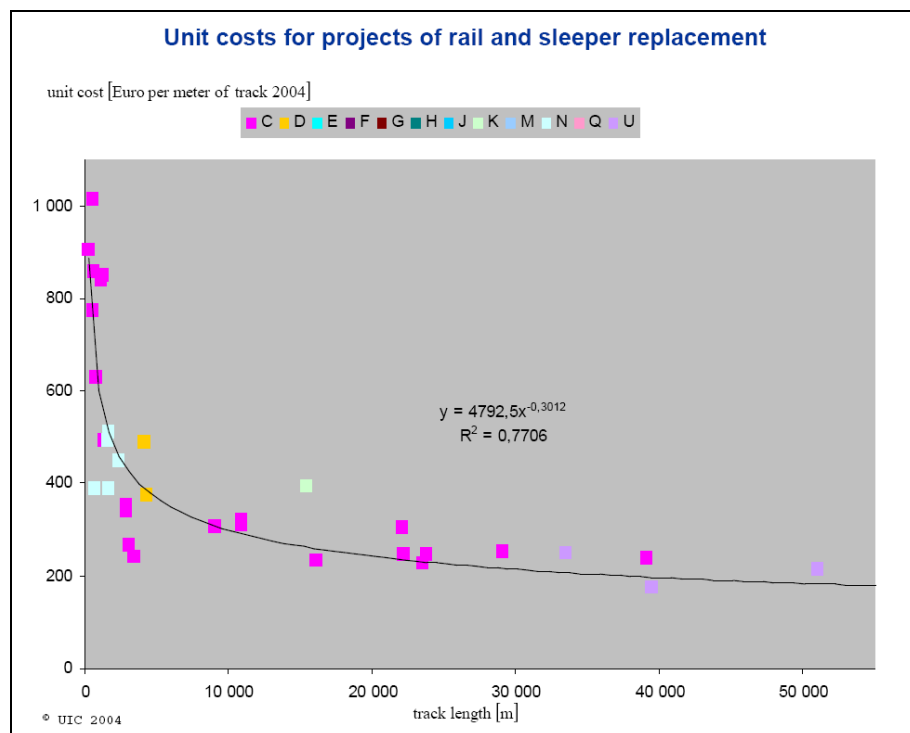 Unit costs for projects of rail and sleeper replacement
unit cost [Euro per meter of track 2004]
C D E F G H J K M N Q U
1 000
800
y = 4792,5x^-0,3012
R² = 0,7706
600
400
200
0
0 10 000 20 000 30 000 40 000 50 000
track length [m]
© UIC 2004